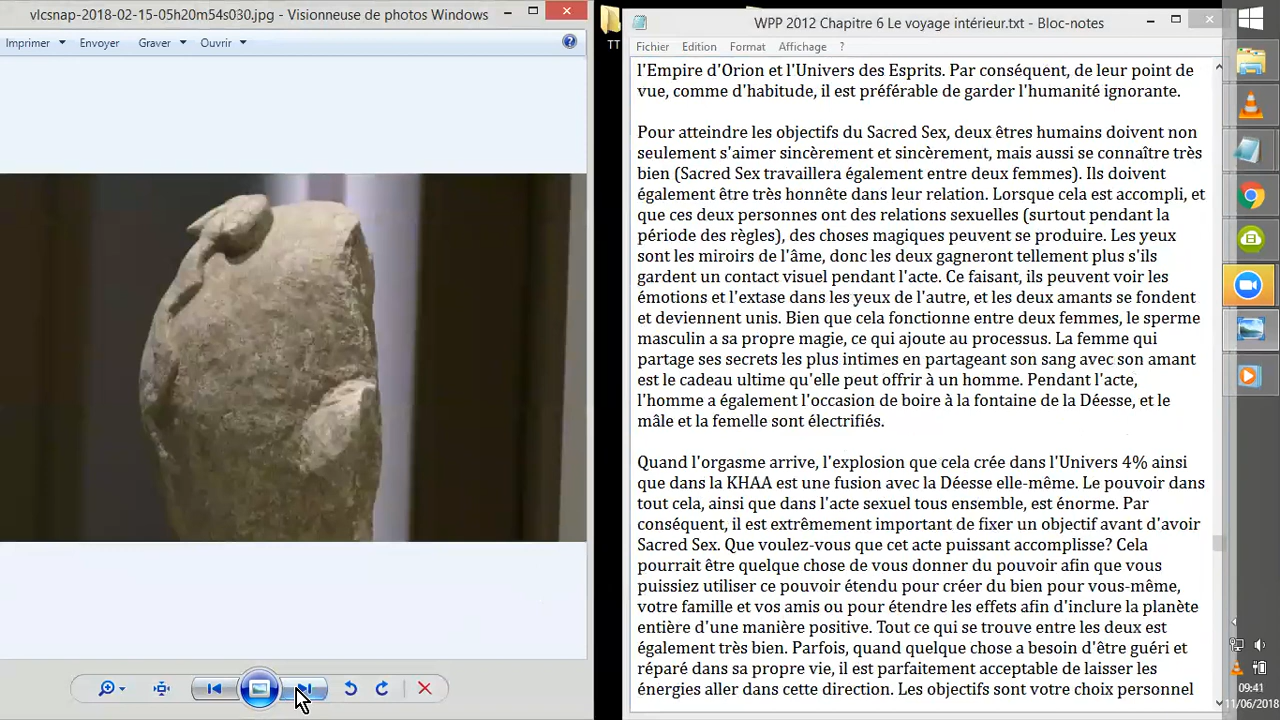 vlcsnap-2018-02-15-05h20m54s030.jpg - Visionneuse de photos Windows
Imprimer
Envoyer
Graver
Ouvrir
TT
WPP 2012 Chapitre 6 Le voyage intérieur.txt - Bloc-notes
Fichier Edition Format Affichage ?
l'Empire d'Orion et l'Univers des Esprits. Par conséquent, de leur point de
vue, comme d'habitude, il est préférable de garder l'humanité ignorante.
Pour atteindre les objectifs du Sacred Sex, deux êtres humains doivent non
seulement s'aimer sincèrement et sincèrement, mais aussi se connaître très
bien (Sacred Sex travaillera également entre deux femmes). Ils doivent
également être très honnête dans leur relation. Lorsque cela est accompli, et
que ces deux personnes ont des relations sexuelles (surtout pendant la
période des règles), des choses magiques peuvent se produire. Les yeux
sont les miroirs de l'âme, donc les deux gagneront tellement plus s'ils
gardent un contact visuel pendant l'acte. Ce faisant, ils peuvent voir les
émotions et l'extase dans les yeux de l'autre, et les deux amants se fondent
et deviennent unis. Bien que cela fonctionne entre deux femmes, le sperme
masculin a sa propre magie, ce qui ajoute au processus. La femme qui
partage ses secrets les plus intimes en partageant son sang avec son amant
est le cadeau ultime qu'elle peut offrir à un homme. Pendant l'acte,
l'homme a également l'occasion de boire à la fontaine de la Déesse, et le
mâle et la femelle sont électrifiés.
Quand l'orgasme arrive, l'explosion que cela crée dans l'Univers 4% ainsi
que dans la KHAA est une fusion avec la Déesse elle-même. Le pouvoir dans
tout cela, ainsi que dans l'acte sexuel tous ensemble, est énorme. Par
conséquent, il est extrêmement important de fixer un objectif avant d'avoir
Sacred Sex. Que voulez-vous que cet acte puissant accomplisse? Cela
pourrait être quelque chose de vous donner du pouvoir afin que vous
puissiez utiliser ce pouvoir étendu pour créer du bien pour vous-même,
votre famille et vos amis ou pour étendre les effets afin d'inclure la planète
entière d'une manière positive. Tout ce qui se trouve entre les deux est
également très bien. Parfois, quand quelque chose a besoin d'être guéri et
réparé dans sa propre vie, il est parfaitement acceptable de laisser les
énergies aller dans cette direction. Les objectifs sont votre choix personnel
09:41
11/06/2018